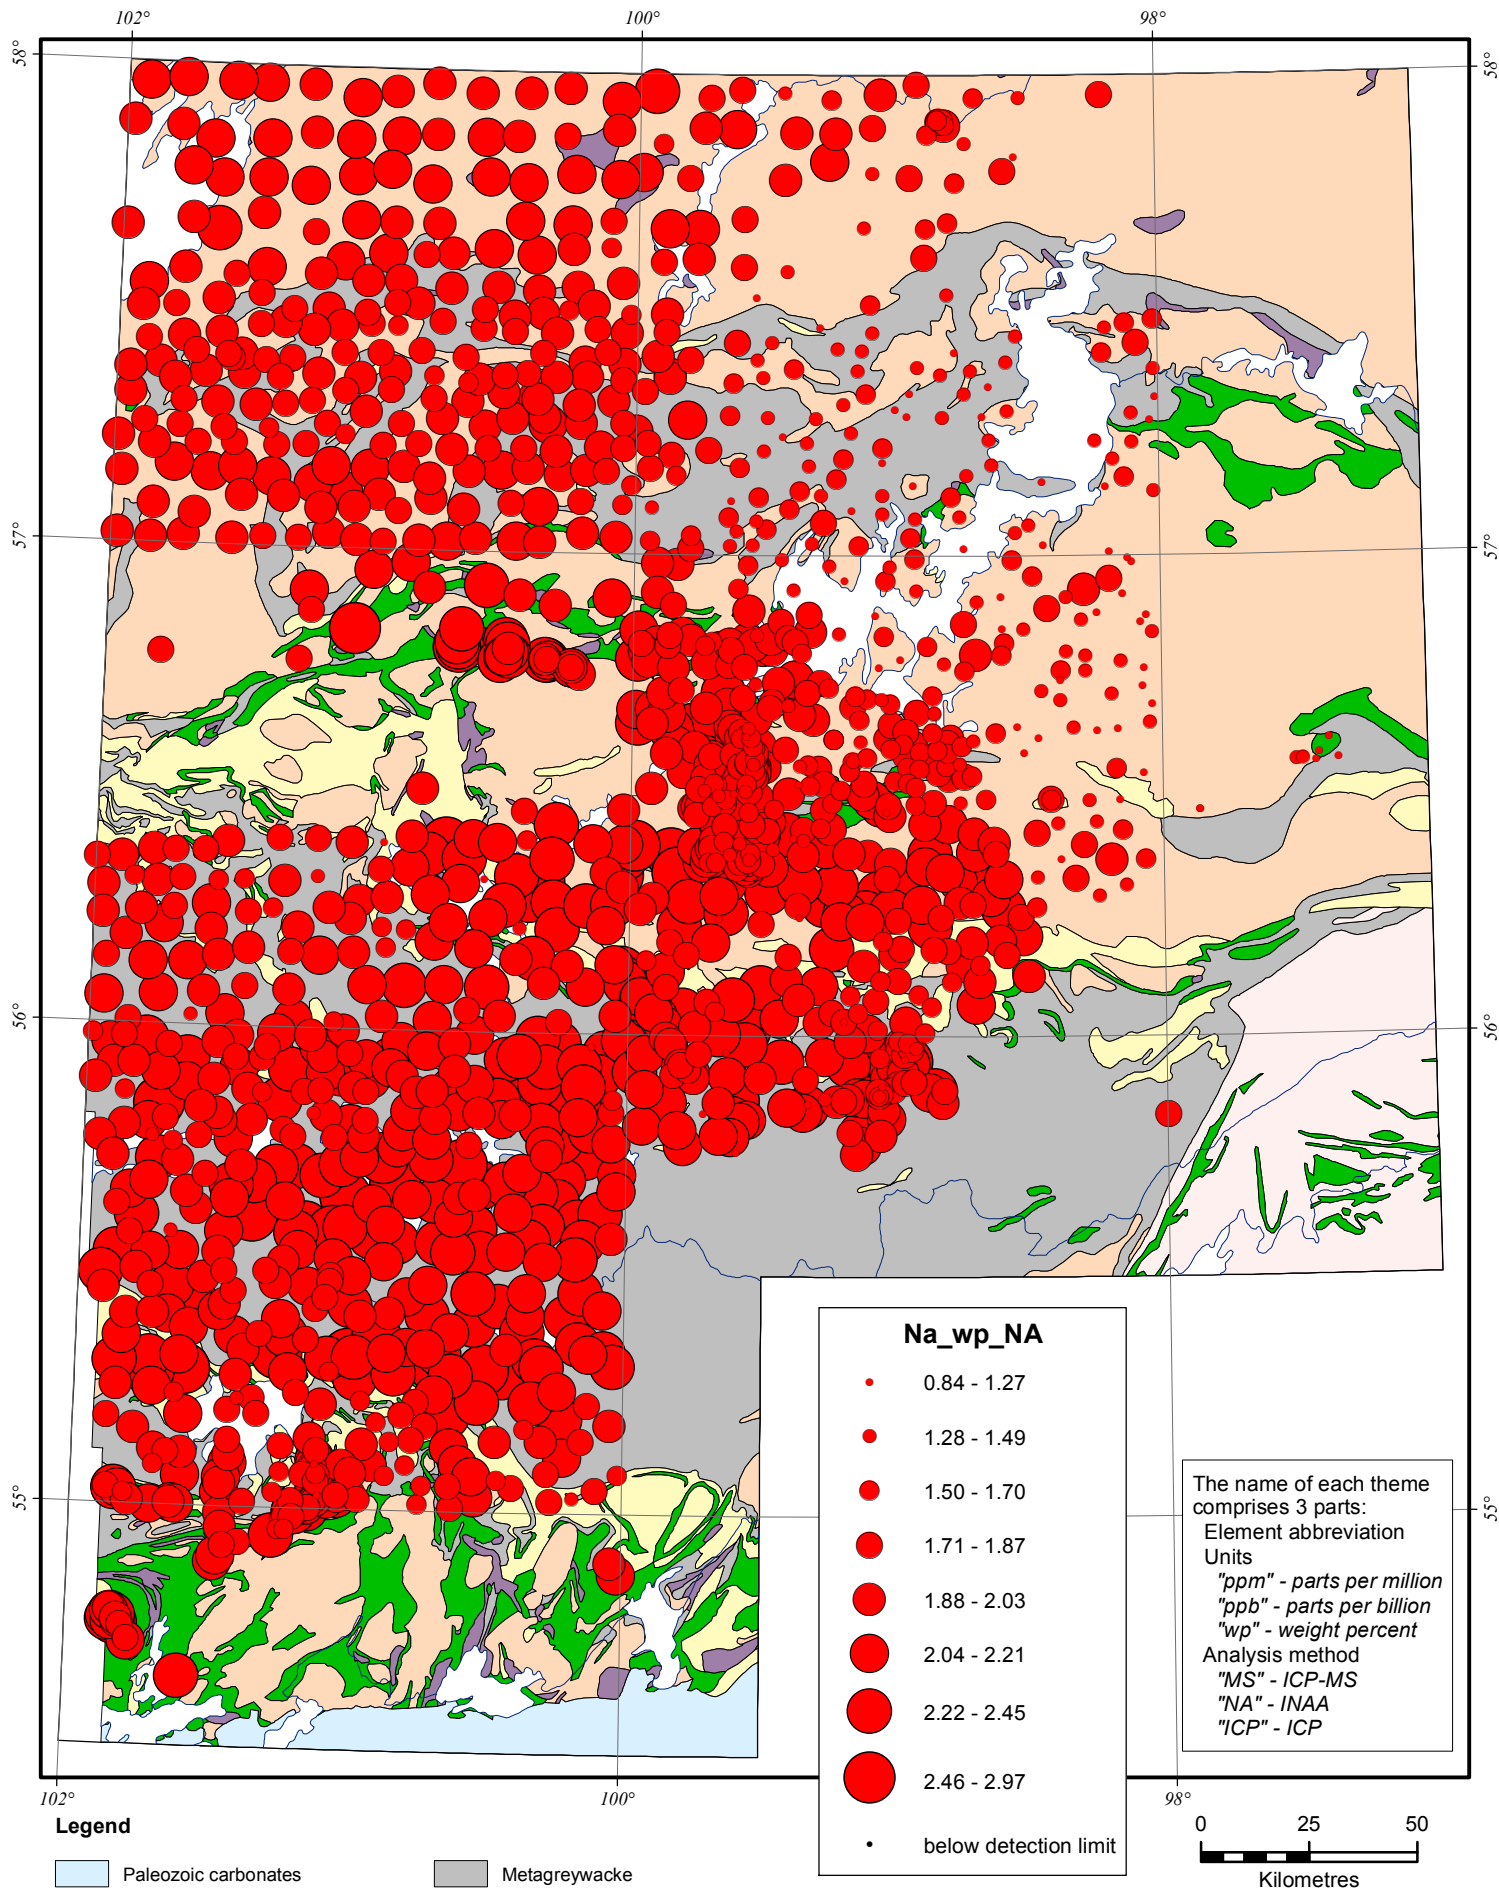 102°
100°
98°
58°
58°
57°
57°
56°
56°
55°
55°
Na_wp_NA
0.84 - 1.27
1.28 - 1.49
1.50 - 1.70
1.71 - 1.87
1.88 - 2.03
2.04 - 2.21
2.22 - 2.45
2.46 - 2.97
below detection limit
The name of each theme
comprises 3 parts:
Element abbreviation
Units
"ppm" - parts per million
"ppb" - parts per billion
"wp" - weight percent
Analysis method
"MS" - ICP-MS
"NA" - INAA
"ICP" - ICP
102°
100°
98°
Legend
Paleozoic carbonates
Metagreywacke
0 25 50
Kilometres